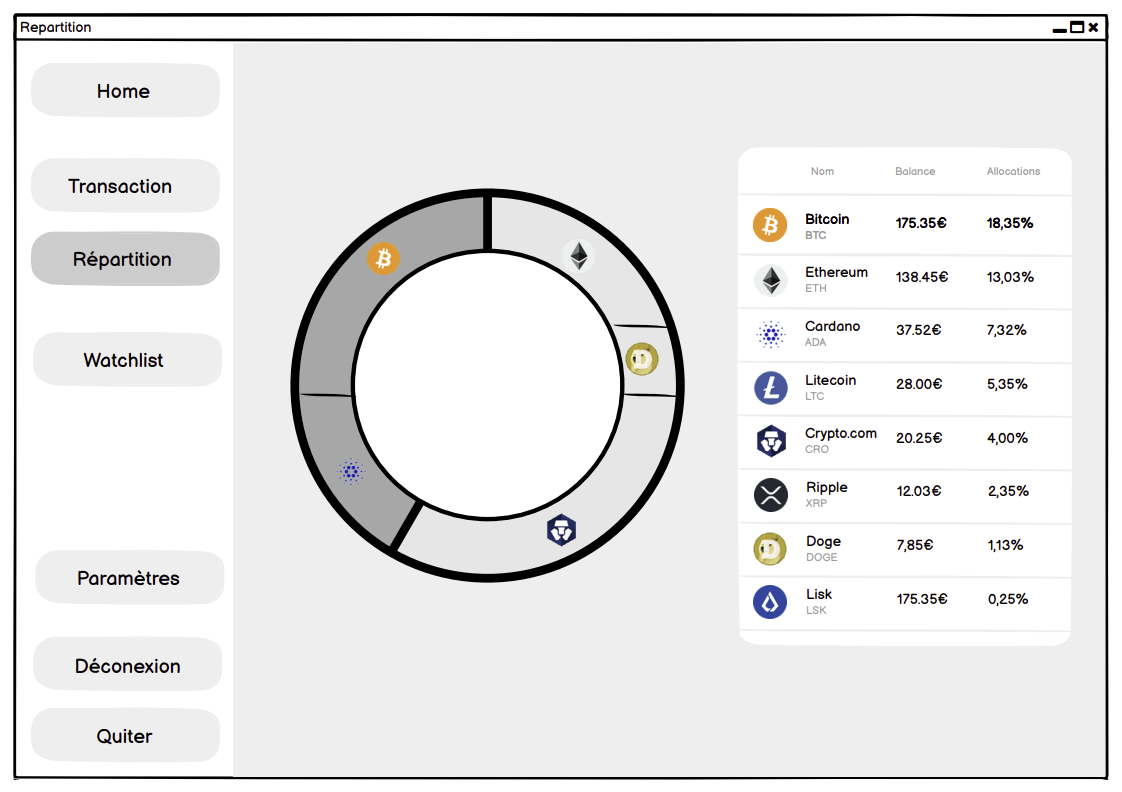 Repartition
Home
Transaction
Répartition
Watchlist
Paramètres
Déconexion
Quiter
Nom Balance Allocations
Bitcoin 175.35€ 18,35%
BTC
Ethereum 138.45€ 13,03%
ETH
Cardano 37.52€ 7,32%
ADA
Litecoin 28.00€ 5,35%
LTC
Crypto.com 20.25€ 4,00%
CRO
Ripple 12.03€ 2,35%
XRP
Doge 7,85€ 1,13%
DOGE
Lisk 175.35€ 0,25%
LSK